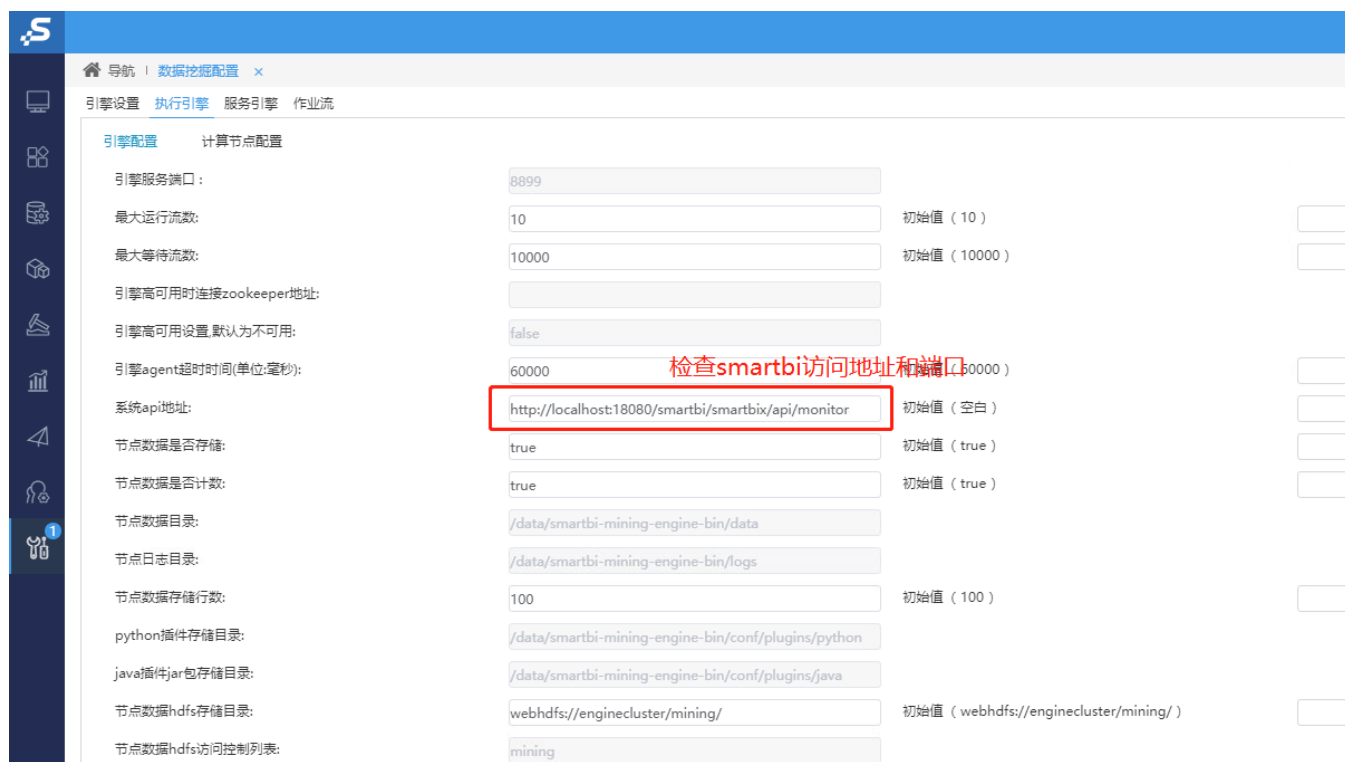 S
导航 数据挖掘配置 ×
引擎设置 执行引擎 服务引擎 作业流
引擎配置 计算节点配置
引擎服务端口: 8899
最大运行流数: 10 初始值(10)
最大等待流数: 10000 初始值(10000)
引擎高可用时连接zookeeper地址:
引擎高可用设置,默认为不可用: false
检查smartbi访问地址和端口
引擎agent超时时间(单位:毫秒): 60000 初始值(60000)
系统api地址: http://localhost:18080/smartbi/smartbix/api/monitor 初始值(空白)
节点数据是否存储: true 初始值(true)
节点数据是否计数: true 初始值(true)
1
节点数据目录: /data/smartbi-mining-engine-bin/data
节点日志目录: /data/smartbi-mining-engine-bin/logs
节点数据存储行数: 100 初始值(100)
python插件存储目录: /data/smartbi-mining-engine-bin/conf/plugins/python
java插件jar包存储目录: /data/smartbi-mining-engine-bin/conf/plugins/java
节点数据hdfs存储目录: webhdfs://enginecluster/mining/ 初始值(webhdfs://enginecluster/mining/)
节点数据hdfs访问控制列表: mining